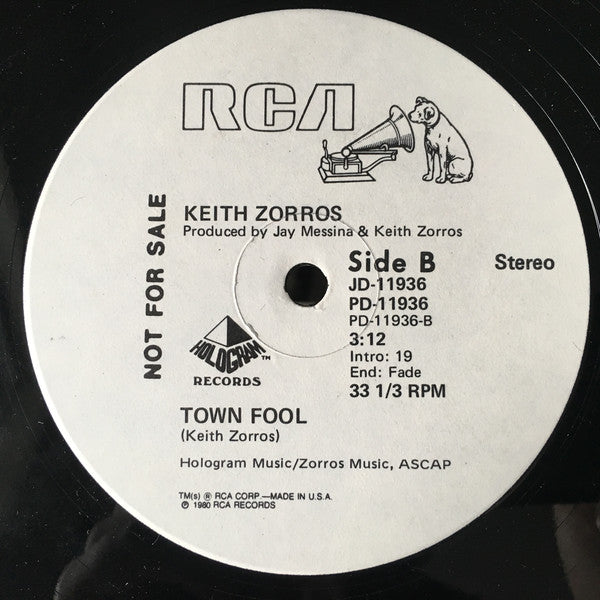 RCA
NOT FOR SALE
KEITH ZORROS
Produced by Jay Messina & Keith Zorros
Side B
Stereo
JD-11936
PD-11936
PD-11936-B
3:12
Intro: 19
End: Fade
33 1/3 RPM
HOLOGRAM™
RECORDS
TOWN FOOL
(Keith Zorros)
Hologram Music/Zorros Music, ASCAP
TM(s) ® RCA CORP.—MADE IN U.S.A.
℗ 1980 RCA RECORDS